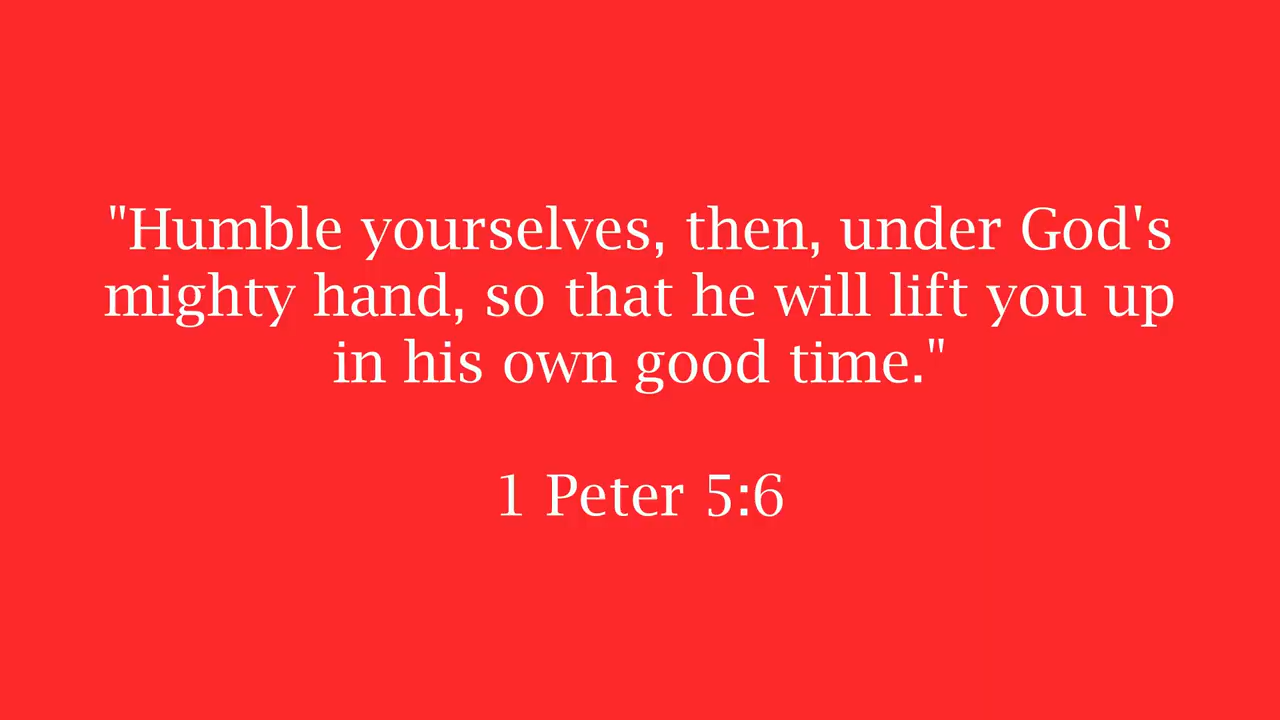 "Humble yourselves, then, under God's
mighty hand, so that he will lift you up
in his own good time."
1 Peter 5:6